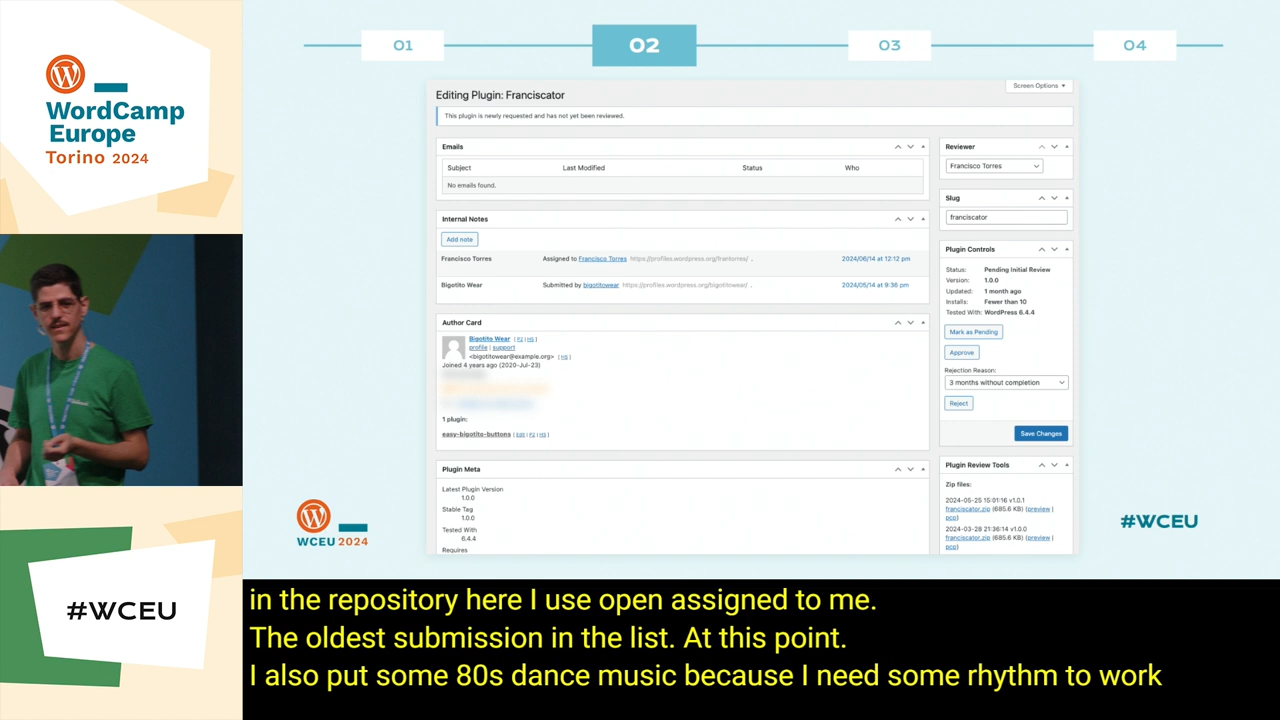 WordCamp
Europe
Torino 2024
#WCEU
01
02
03
04
Editing Plugin: Franciscator
Screen Options
This plugin is newly requested and has not yet been reviewed.
Emails
Subject Last Modified Status Who
No emails found.
Internal Notes
Add note
Francisco Torres Assigned to Francisco Torres https://profiles.wordpress.org/frantorres/ . 2024/06/14 at 12:12 pm
Bigotito Wear Submitted by bigotitowear https://profiles.wordpress.org/bigotitowear/ . 2024/05/14 at 9:36 pm
Author Card
Bigotito Wear [ P2 | HS ]
profile | support
<bigotitowear@example.org> [ HS ]
Joined 4 years ago (2020-Jul-23)
1 plugin:
easy-bigotito-buttons [ Edit | P2 | HS ]
Plugin Meta
Latest Plugin Version
1.0.0
Stable Tag
1.0.0
Tested With
6.4.4
Requires
Reviewer
Francisco Torres
Slug
franciscator
Plugin Controls
Status: Pending Initial Review
Version: 1.0.0
Updated: 1 month ago
Installs: Fewer than 10
Tested With: WordPress 6.4.4
Mark as Pending
Approve
Rejection Reason:
3 months without completion
Reject
Save Changes
Plugin Review Tools
Zip files:
2024-05-25 15:01:16 v1.0.1
franciscator.zip (685.6 KB) (preview |
pcp)
2024-03-28 21:36:14 v1.0.0
franciscator.zip (685.6 KB) (preview |
pcp)
WCEU 2024
#WCEU
in the repository here I use open assigned to me.
The oldest submission in the list. At this point.
I also put some 80s dance music because I need some rhythm to work